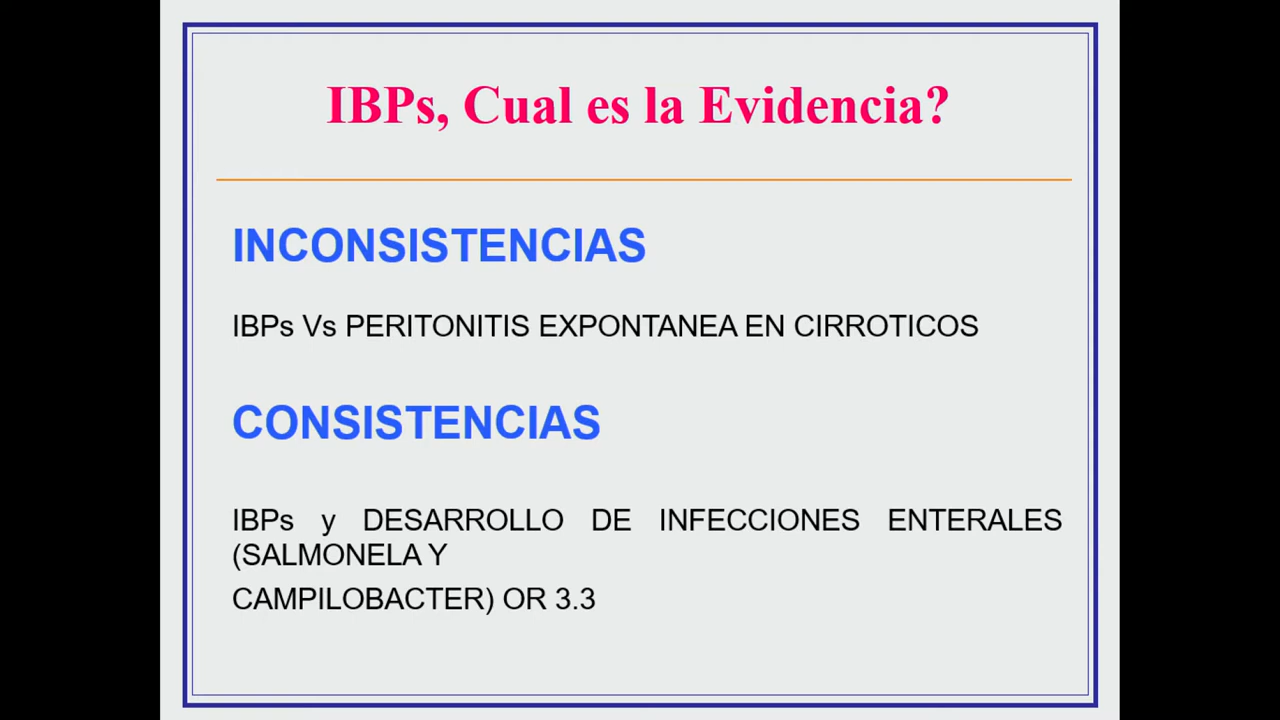 IBPs, Cual es la Evidencia?
INCONSISTENCIAS
IBPs Vs PERITONITIS EXPONTANEA EN CIRROTICOS
CONSISTENCIAS
IBPs y DESARROLLO DE INFECCIONES ENTERALES
(SALMONELA Y
CAMPILOBACTER) OR 3.3